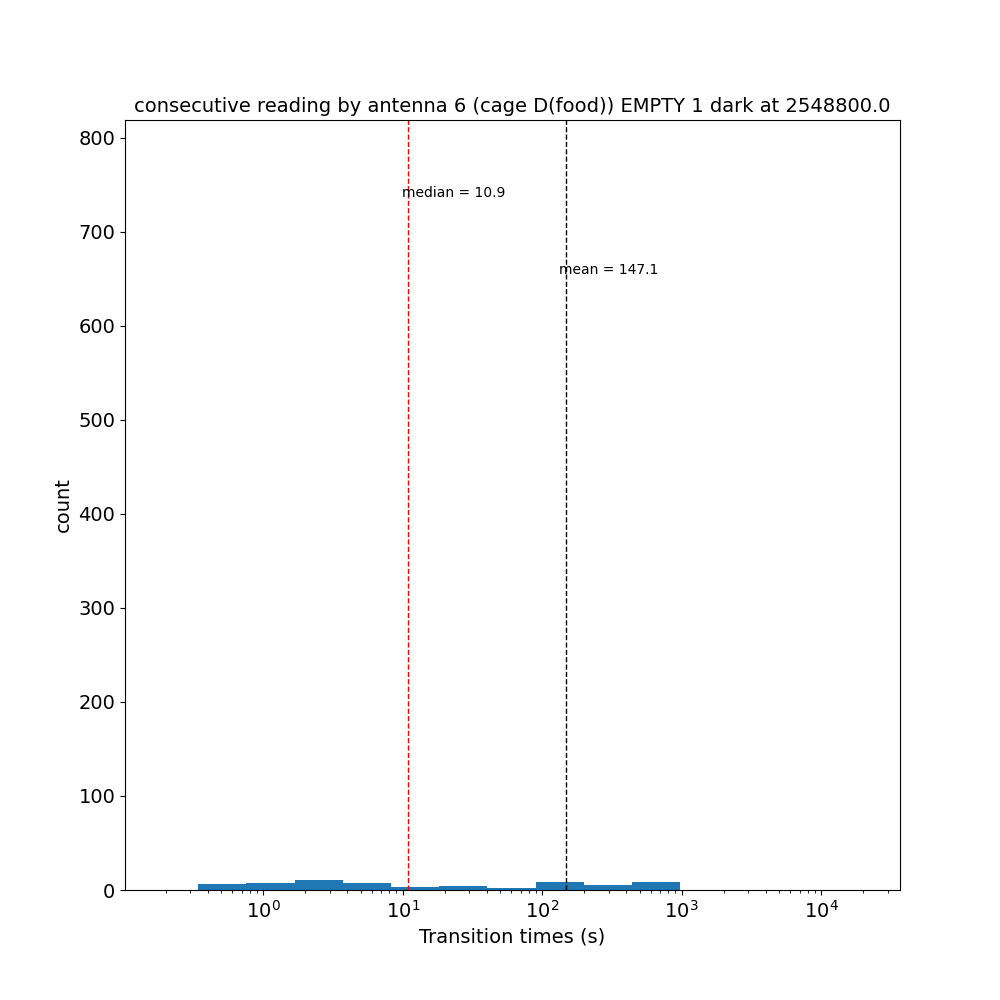 consecutive reading by antenna 6 (cage D(food)) EMPTY 1 dark at 2548800.0
800
700
600
500
400
300
200
100
0
count
median = 10.9
mean = 147.1
10⁰ 10¹ 10² 10³ 10⁴
Transition times (s)